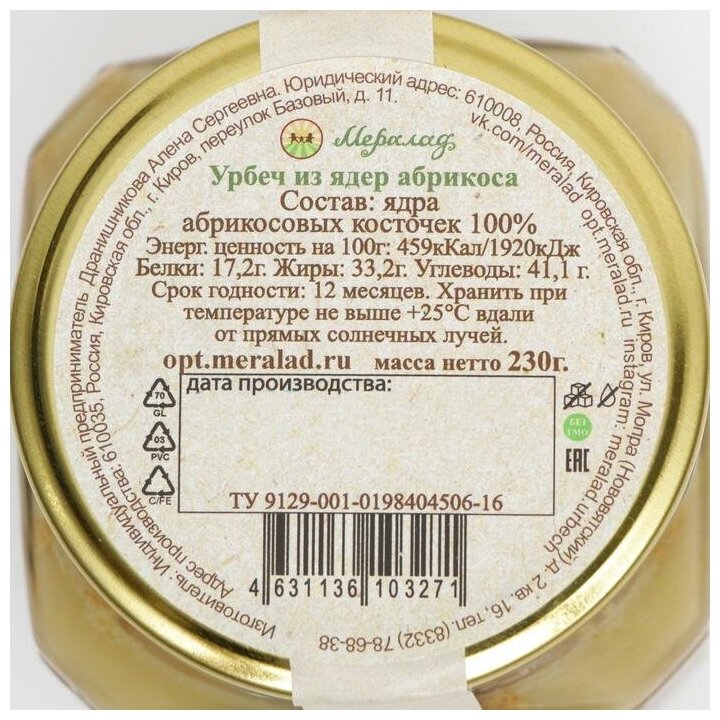 Изготовитель: Индивидуальный предприниматель Дранишникова Алена Сергеевна. Юридический адрес: 610008, Россия, Кировская обл., г. Киров, ул. Мопра (Нововятский) д. 2 кв. 16, тел. (8332) 78-68-38
Адрес производства: 610035, Россия, Кировская обл., г. Киров, переулок Базовый, д. 11.
vk.com/meralad opt.meralad.ru instagram: meralad.urbech
Мералад
Урбеч из ядер абрикоса
Состав: ядра
абрикосовых косточек 100%
Энерг. ценность на 100г: 459кКал/1920кДж
Белки: 17,2г. Жиры: 33,2г. Углеводы: 41,1 г.
Срок годности: 12 месяцев. Хранить при
температуре не выше +25°C вдали
от прямых солнечных лучей.
opt.meralad.ru масса нетто 230г.
дата производства:
70
GL
03
PVC
C/FE
БЕЗ
ГМО
EAC
ТУ 9129-001-0198404506-16
4 631136 103271